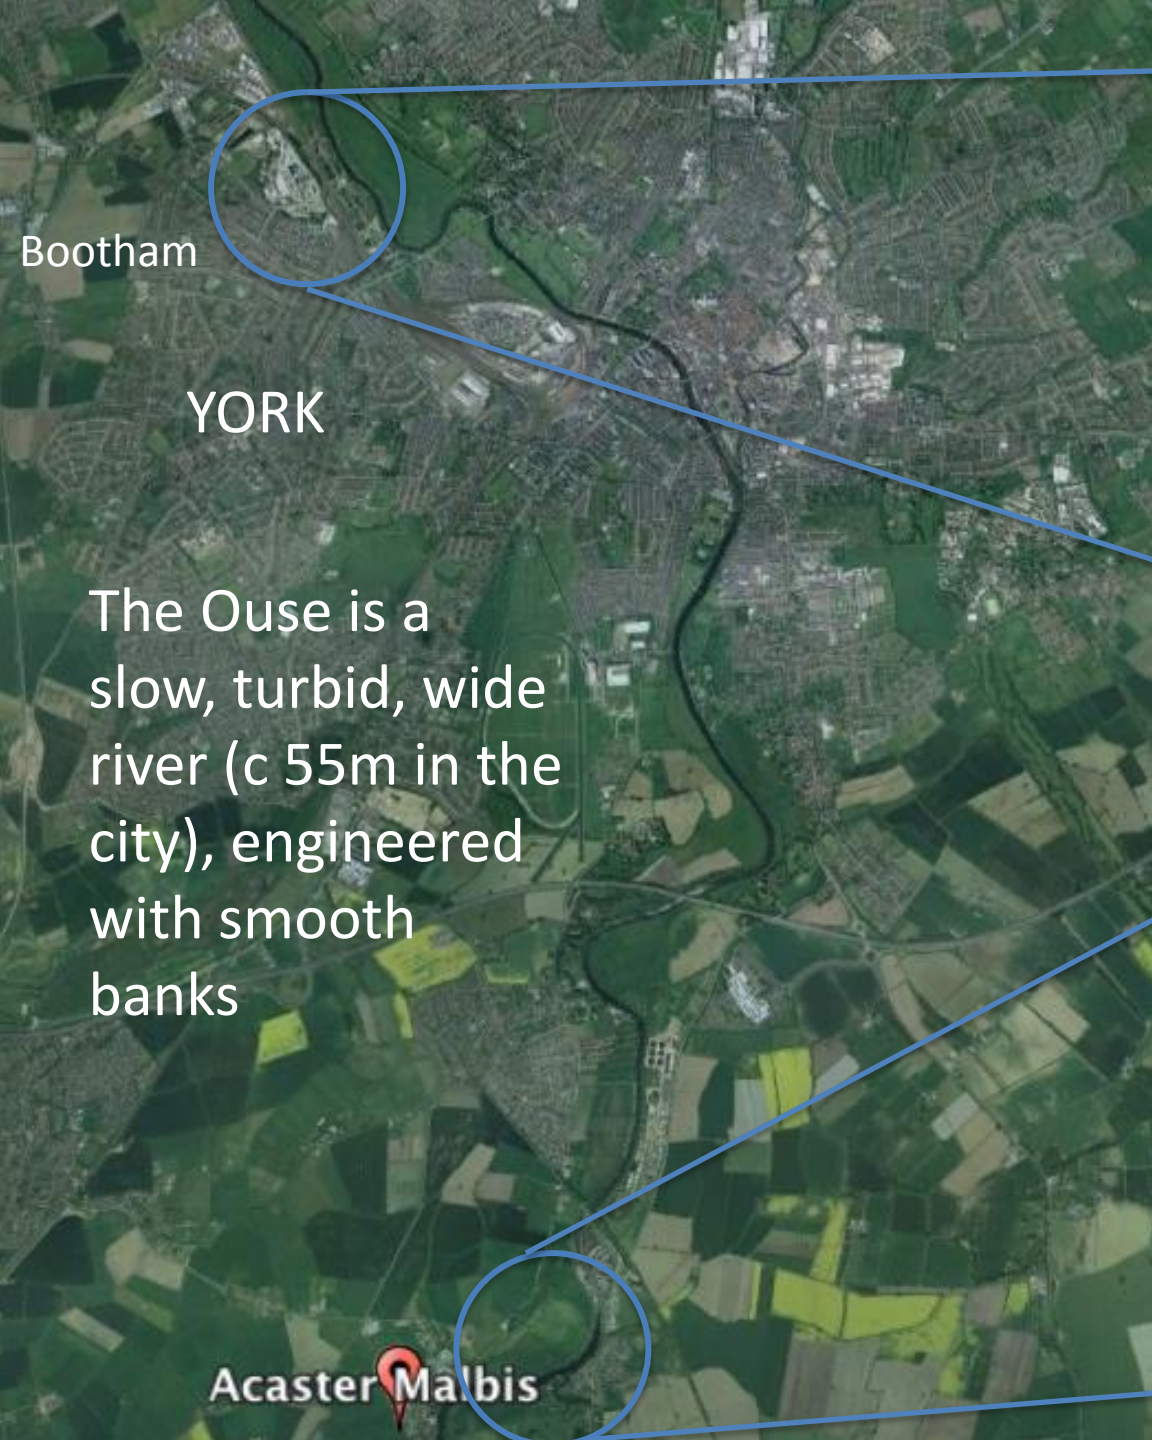 Bootham
YORK
The Ouse is a
slow, turbid, wide
river (c 55m in the
city), engineered
with smooth
banks
Acaster Malbis